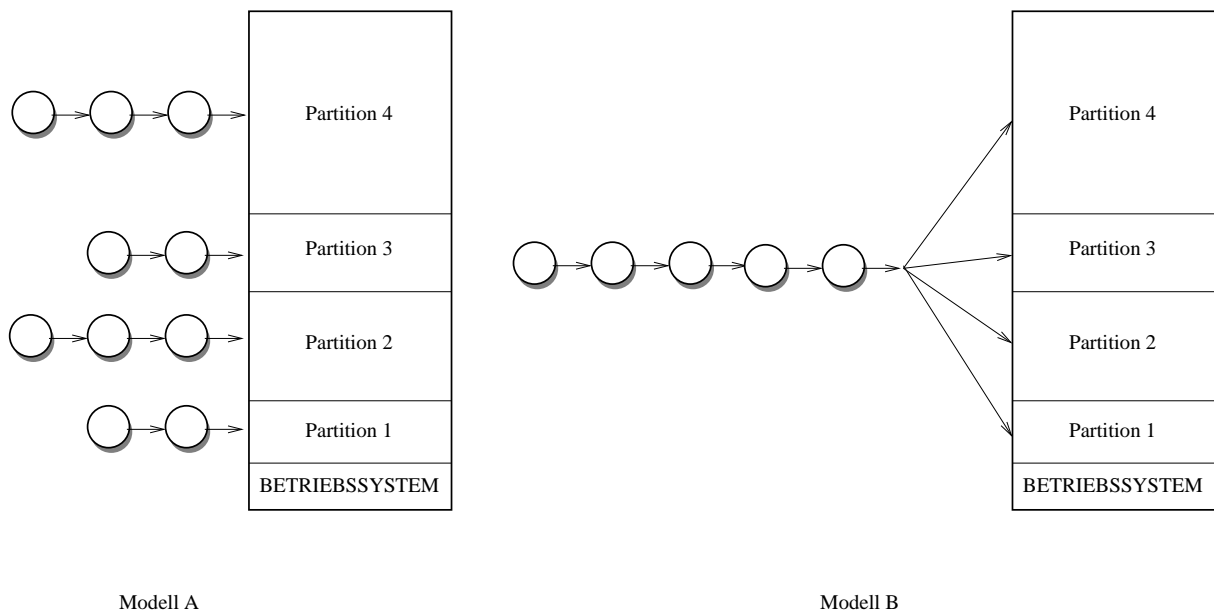 Partition 4
Partition 3
Partition 2
Partition 1
BETRIEBSSYSTEM
Modell A
Partition 4
Partition 3
Partition 2
Partition 1
BETRIEBSSYSTEM
Modell B